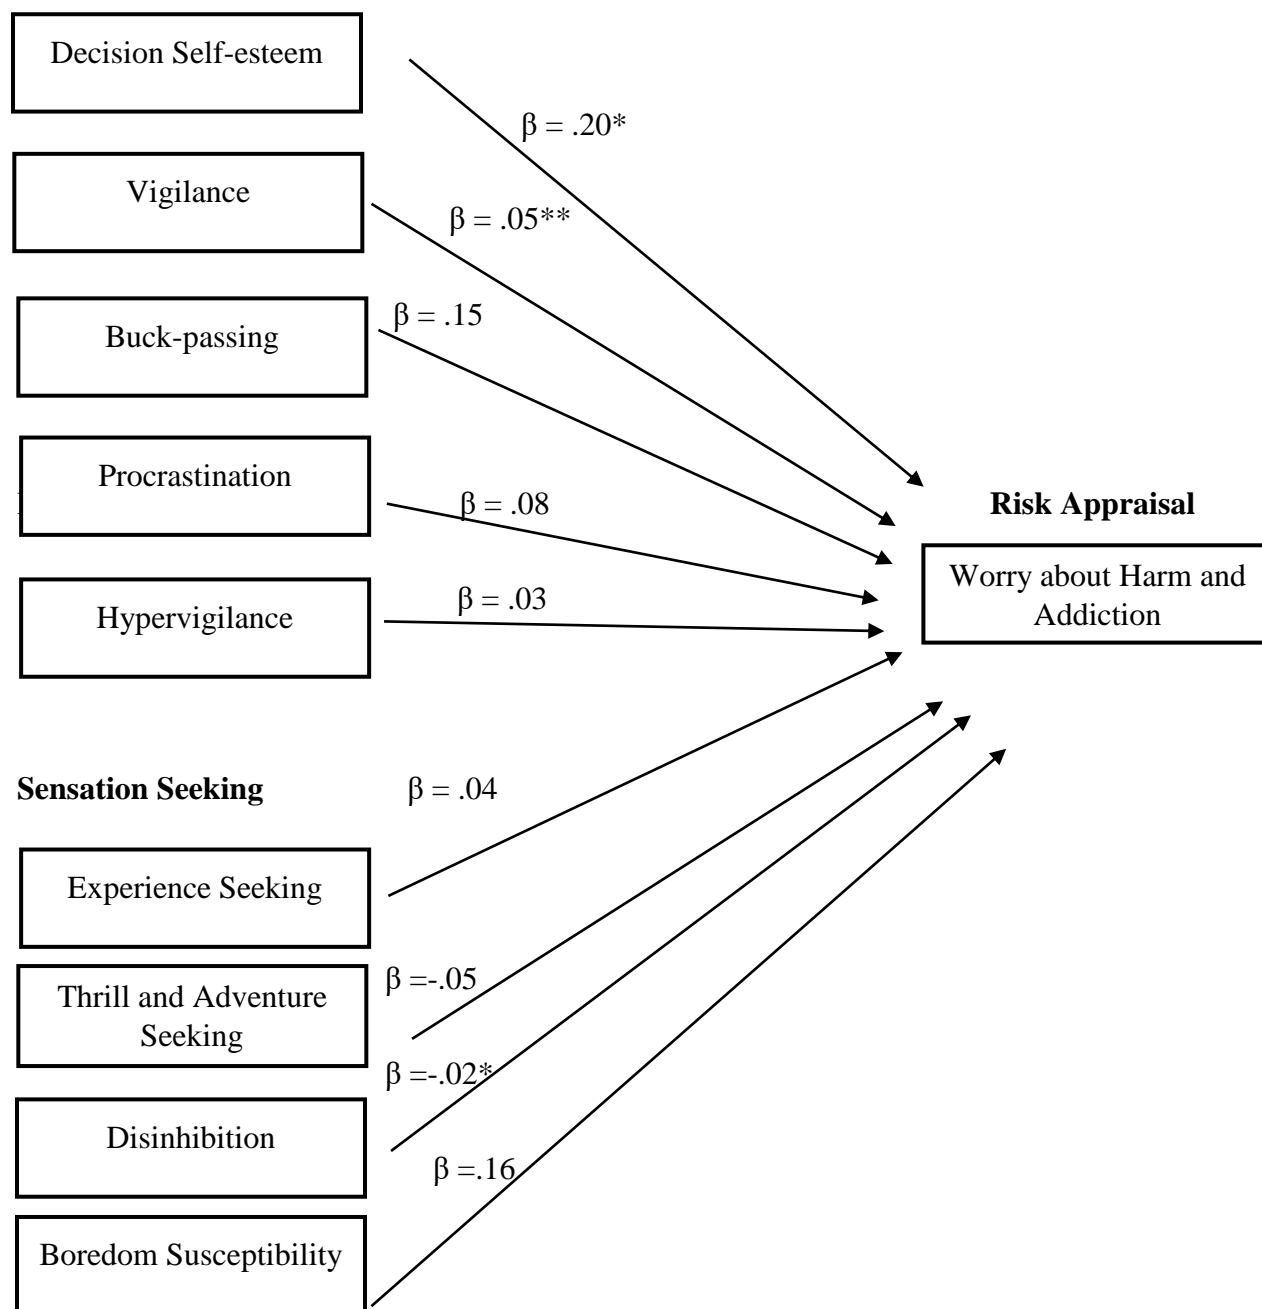 Decision Self-esteem
β = .20*
Vigilance
β = .05**
β = .15
Buck-passing
Procrastination
β = .08
Risk Appraisal
Worry about Harm and
Addiction
Hypervigilance
β = .03
Sensation Seeking
β = .04
Experience Seeking
β =-.05
Thrill and Adventure
Seeking
β =-.02*
Disinhibition
β =.16
Boredom Susceptibility